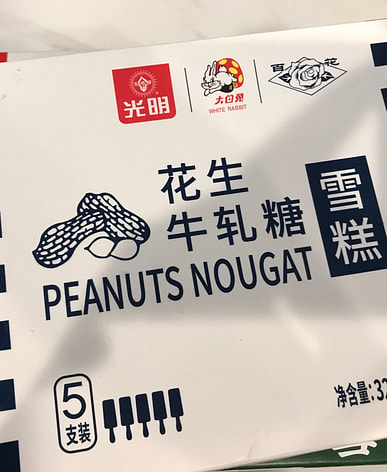 光明
大白兔
WHITE RABBIT
百花
花生
牛轧糖
雪糕
PEANUTS NOUGAT
5
支装
净含量:32